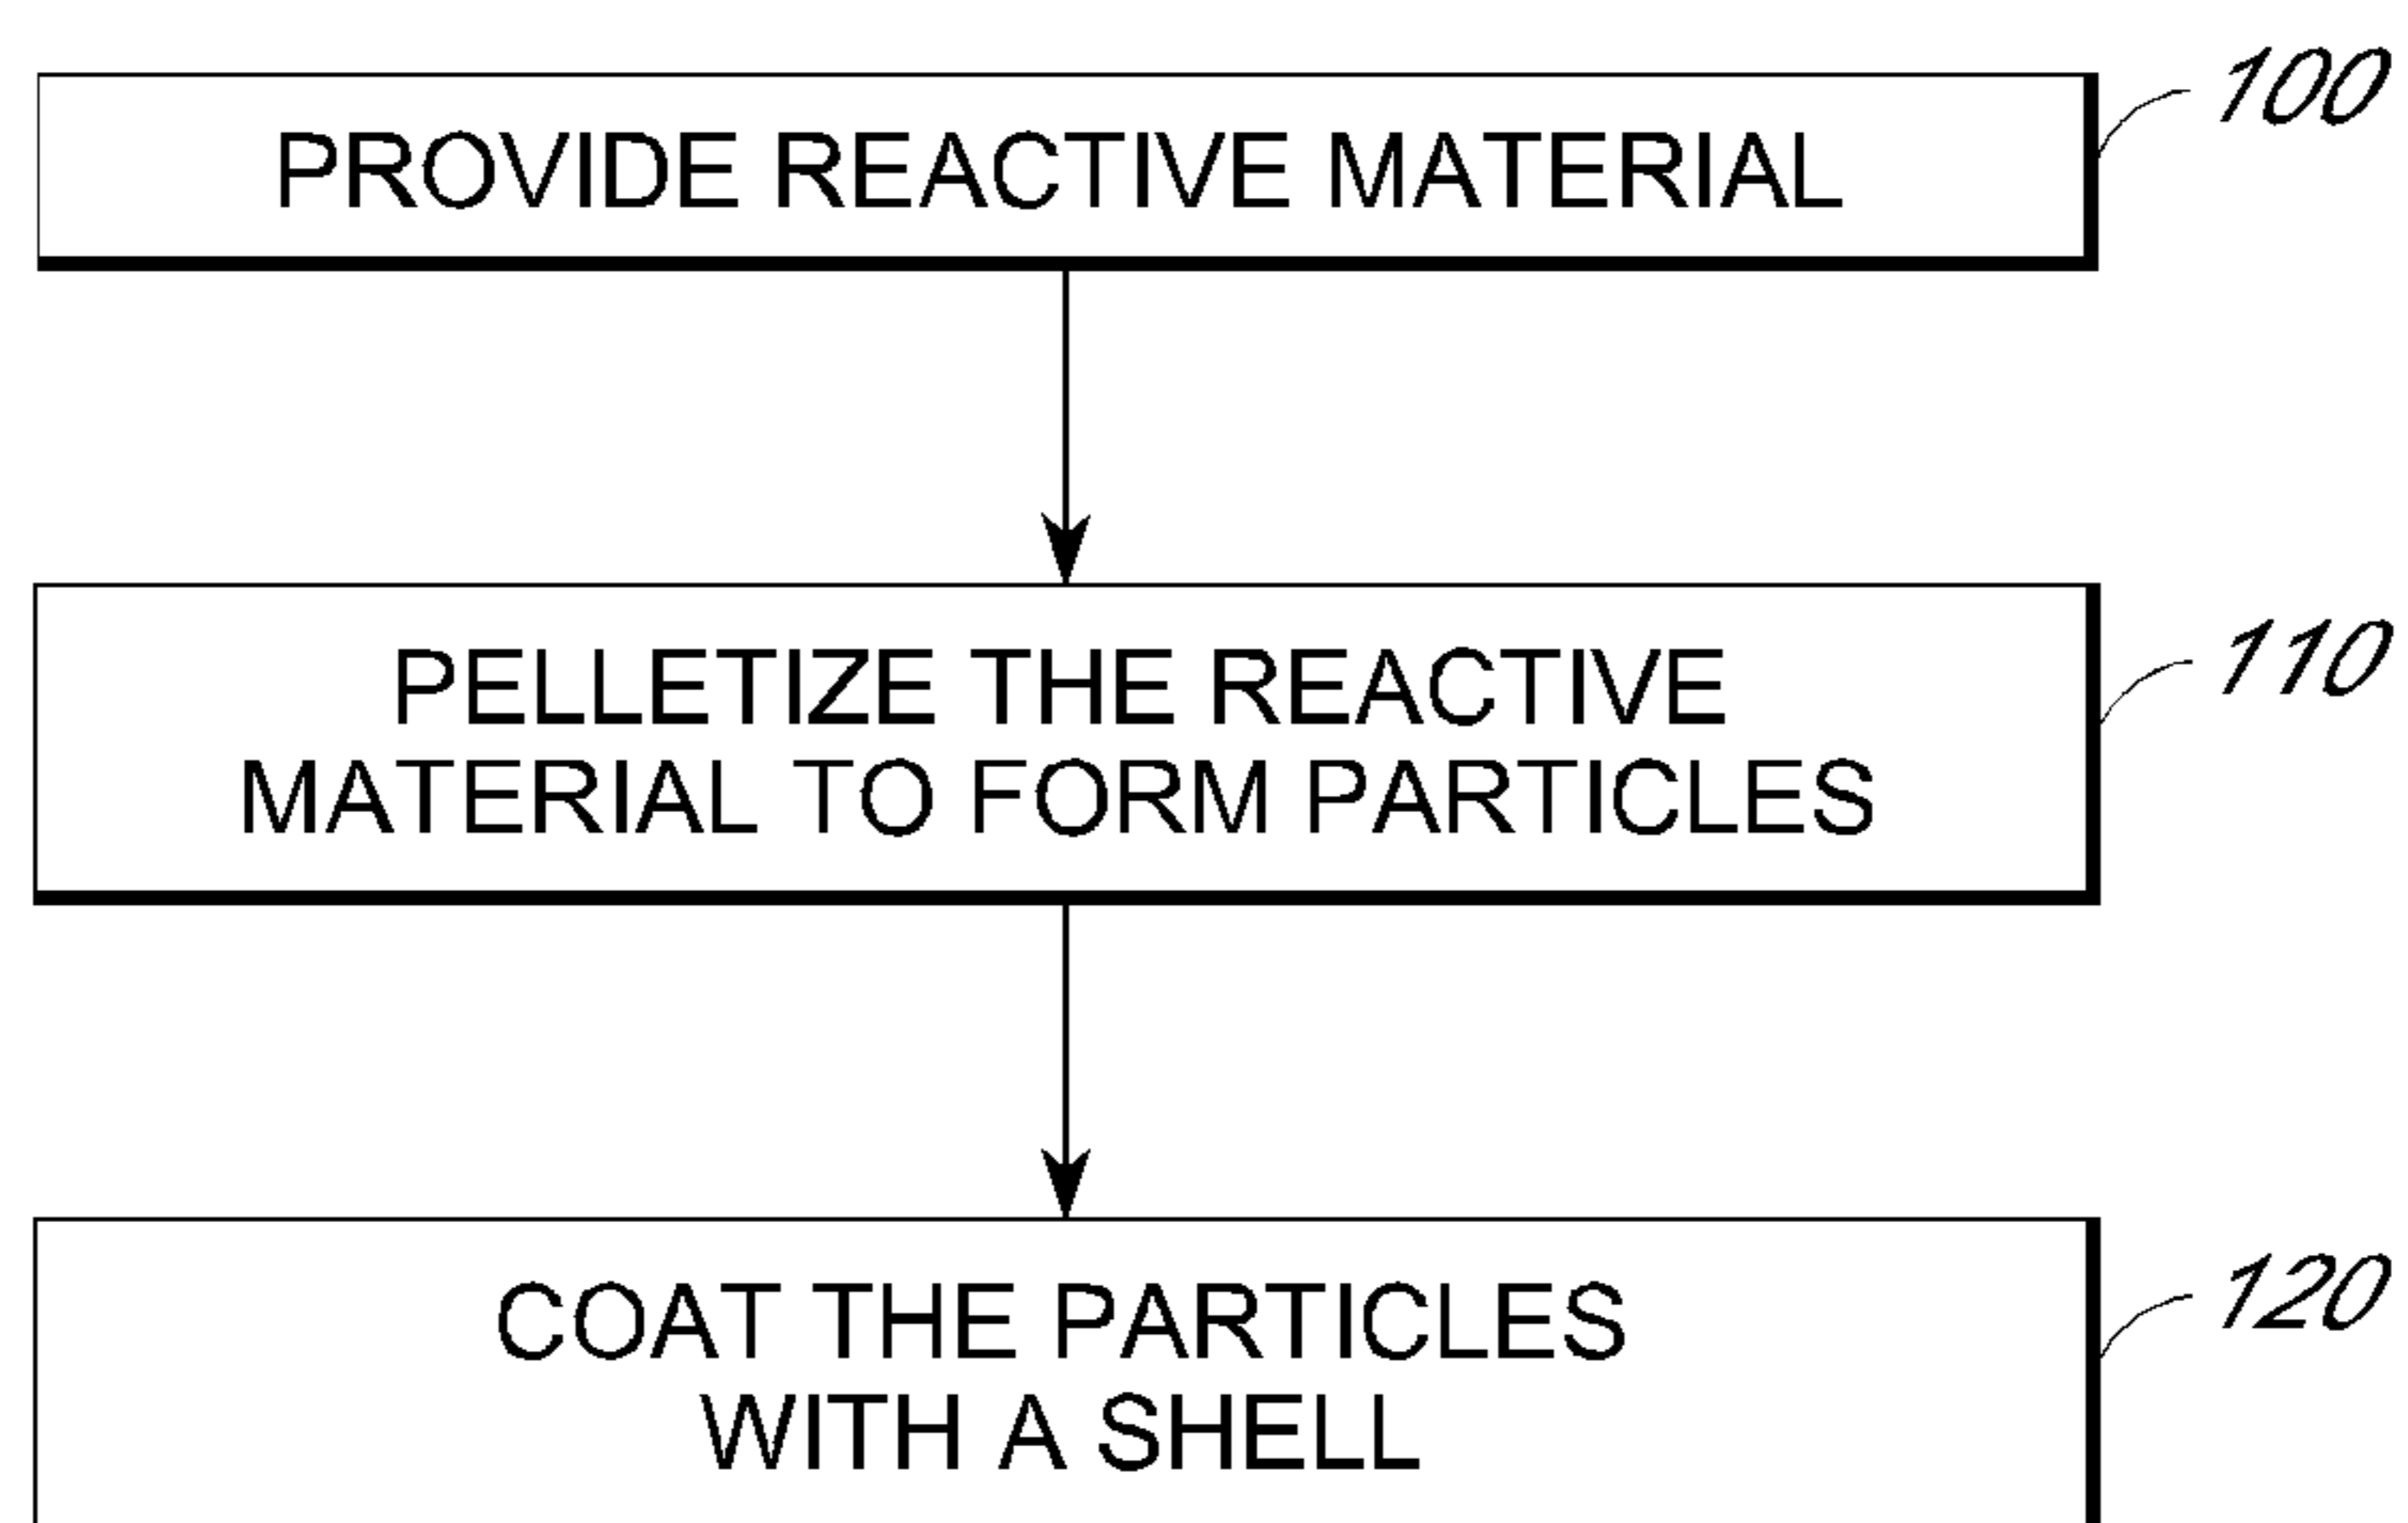 100
PROVIDE REACTIVE MATERIAL
110
PELLETIZE THE REACTIVE
MATERIAL TO FORM PARTICLES
120
COAT THE PARTICLES
WITH A SHELL